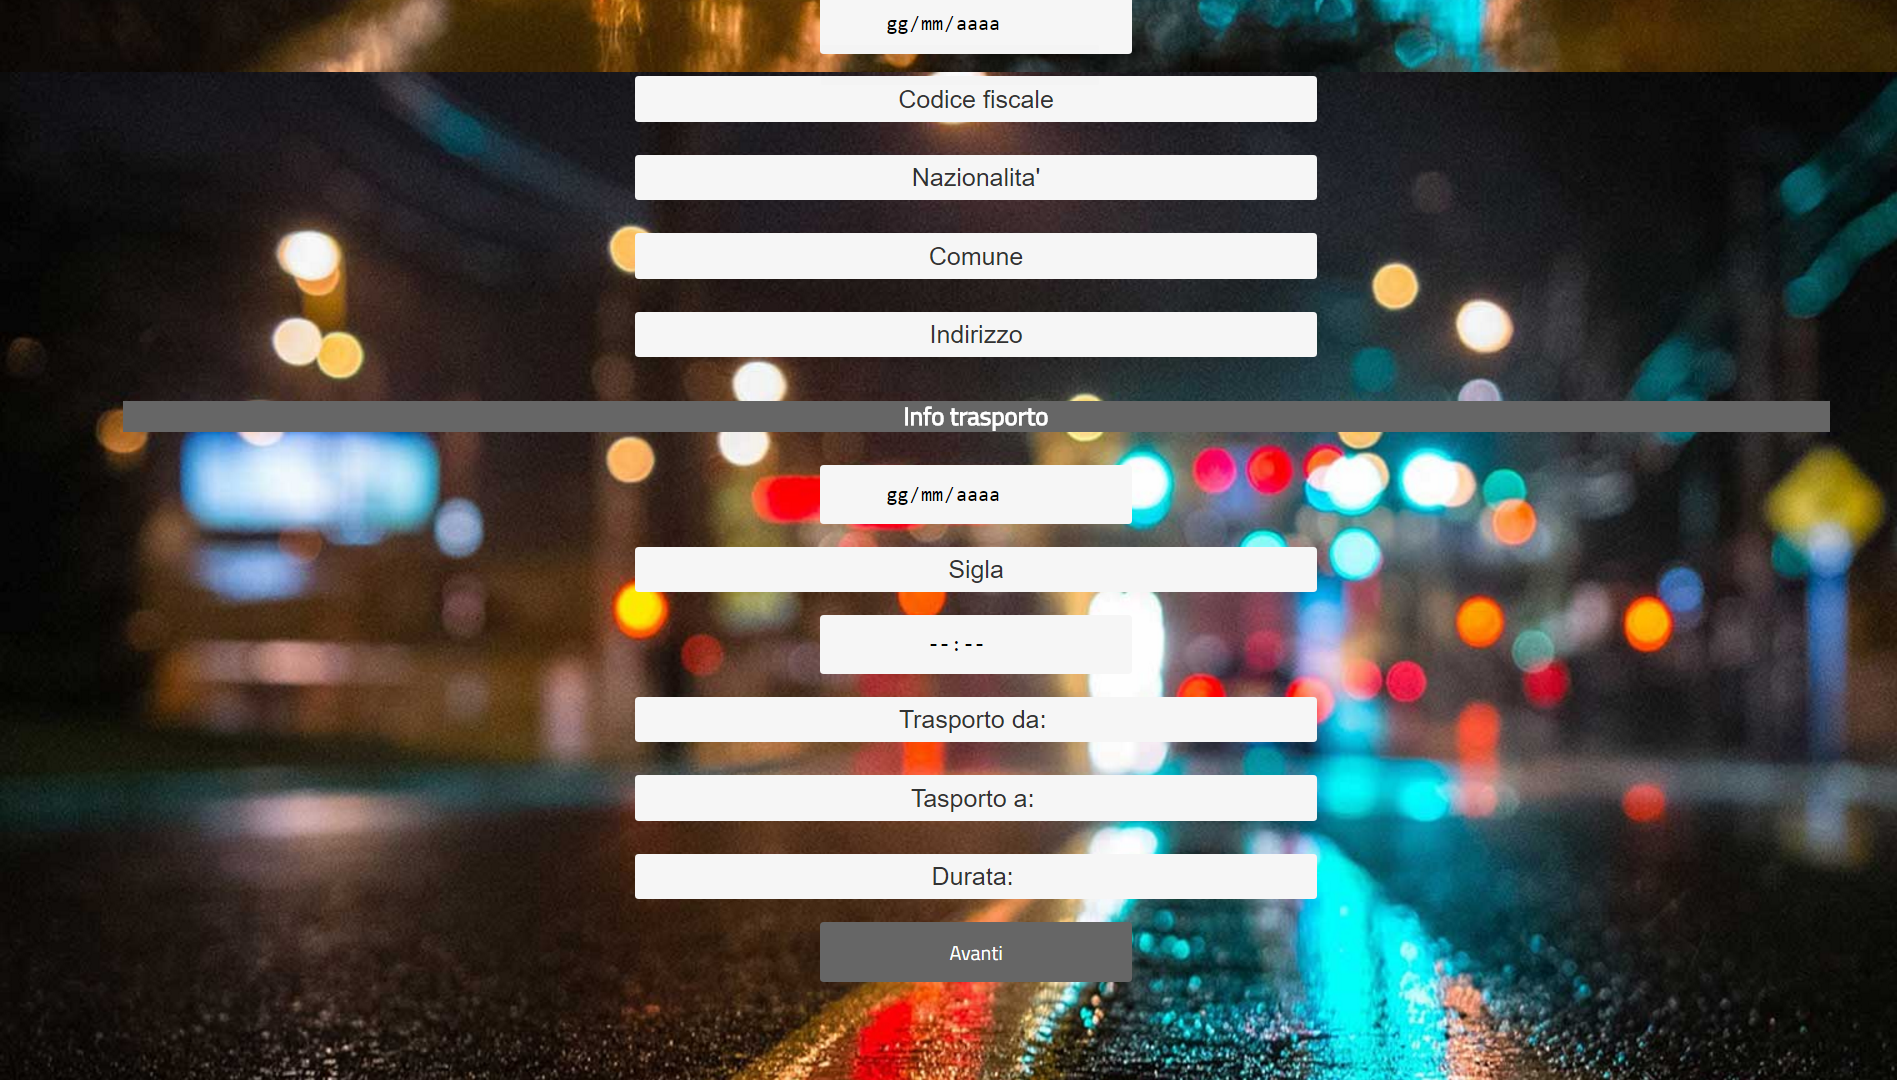 gg/mm/aaaa
Codice fiscale
Nazionalita'
Comune
Indirizzo
Info trasporto
gg/mm/aaaa
Sigla
--:--
Trasporto da:
Tasporto a:
Durata:
Avanti